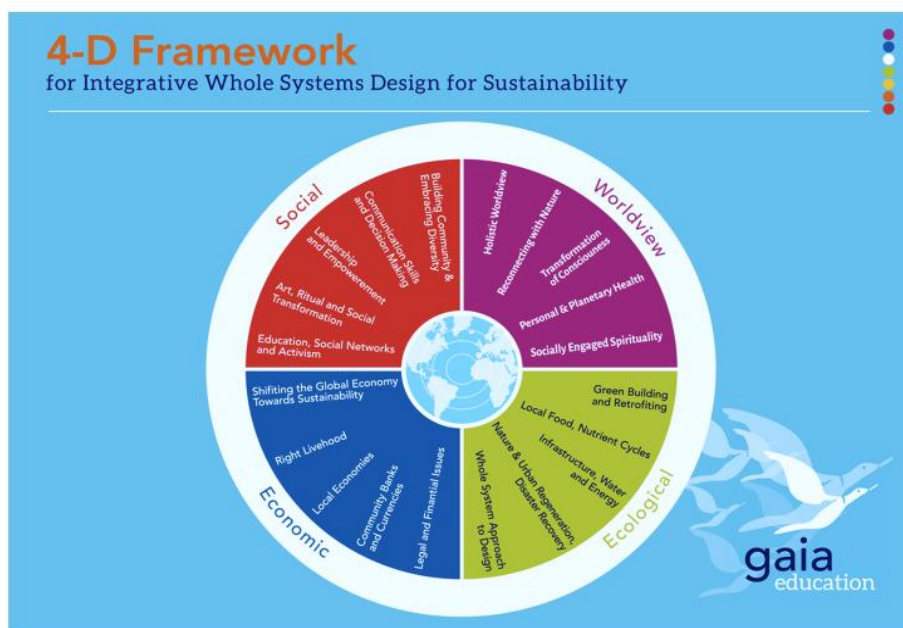 4-D Framework
for Integrative Whole Systems Design for Sustainability
Social
Building Community &
Embracing Diversity
Communication Skills
and Decision Making
Leadership
and Empowerement
Art, Ritual and Social
Transformation
Education, Social Networks
and Activism
Worldview
Holistic Worldview
Reconnecting with Nature
Transformation
of Consciousness
Personal & Planetary Health
Socially Engaged Spirituality
Ecological
Green Building
and Retrofiting
Local Food, Nutrient Cycles
Infrastructure, Water
and Energy
Nature & Urban Regeneration,
Disaster Recovery
Whole System Approach
to Design
Economic
Shifiting the Global Economy
Towards Sustainability
Right Livehood
Local Economies
Community Banks
and Currencies
Legal and Finantial Issues
gaia
education